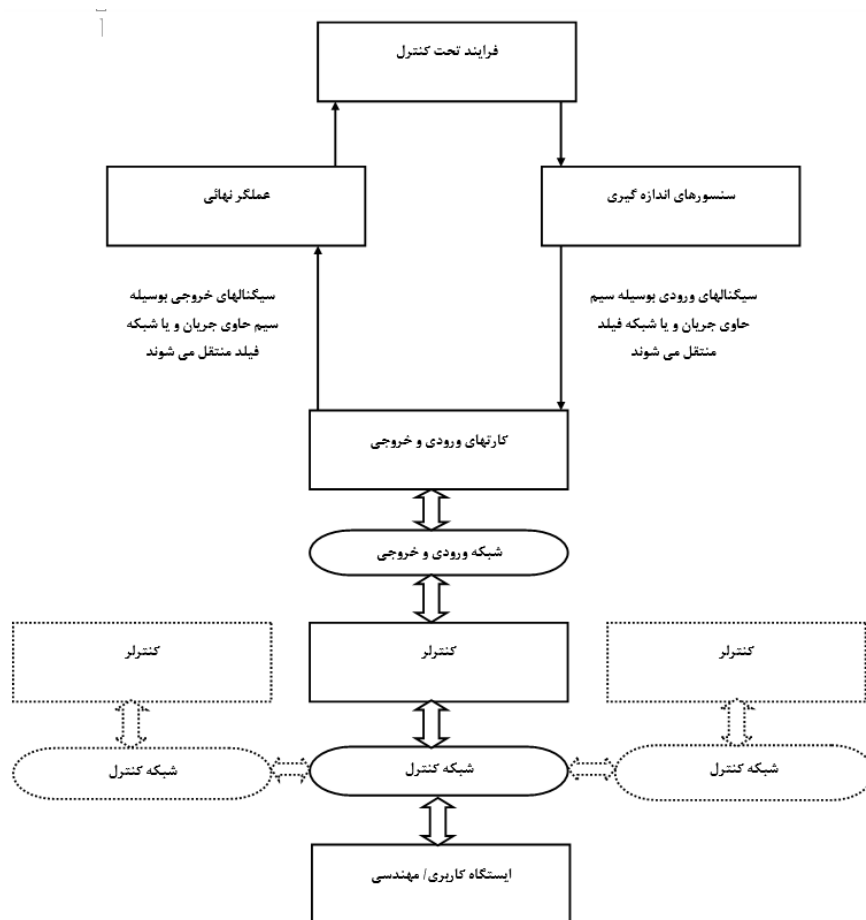 فرایند تحت کنترل
سنسورهای اندازه گیری
عملگر نهائی
سیگنالهای ورودی بوسیله سیم
حاوی جریان و یا شبکه فیلد
منتقل می شوند
سیگنالهای خروجی بوسیله
سیم حاوی جریان و یا شبکه
فیلد منتقل می شوند
کارتهای ورودی و خروجی
شبکه ورودی و خروجی
کنترلر
کنترلر
کنترلر
شبکه کنترل
شبکه کنترل
شبکه کنترل
ایستگاه کاربری/ مهندسی